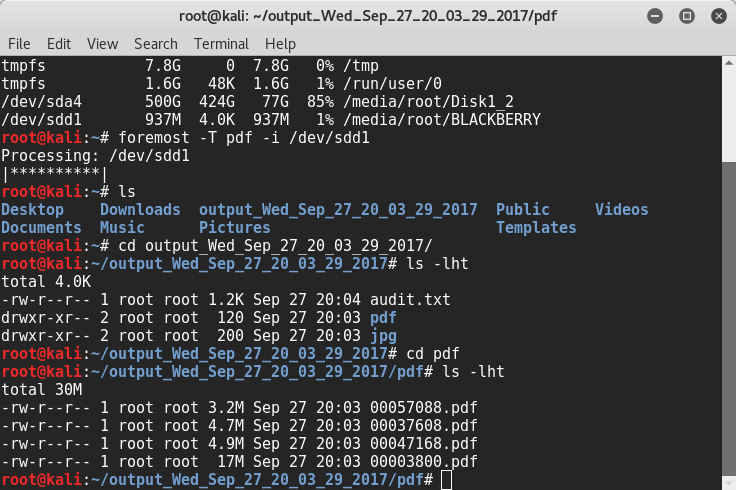 root@kali: ~/output_Wed_Sep_27_20_03_29_2017/pdf
File Edit View Search Terminal Help
tmpfs 7.8G 0 7.8G 0% /tmp
tmpfs 1.6G 48K 1.6G 1% /run/user/0
/dev/sda4 500G 424G 77G 85% /media/root/Disk1_2
/dev/sdd1 937M 4.0K 937M 1% /media/root/BLACKBERRY
root@kali:~# foremost -T pdf -i /dev/sdd1
Processing: /dev/sdd1
|**********|
root@kali:~# ls
Desktop Downloads output_Wed_Sep_27_20_03_29_2017 Public Videos
Documents Music Pictures Templates
root@kali:~# cd output_Wed_Sep_27_20_03_29_2017/
root@kali:~/output_Wed_Sep_27_20_03_29_2017# ls -lht
total 4.0K
-rw-r--r-- 1 root root 1.2K Sep 27 20:04 audit.txt
drwxr-xr-- 2 root root 120 Sep 27 20:03 pdf
drwxr-xr-- 2 root root 200 Sep 27 20:03 jpg
root@kali:~/output_Wed_Sep_27_20_03_29_2017# cd pdf
root@kali:~/output_Wed_Sep_27_20_03_29_2017/pdf# ls -lht
total 30M
-rw-r--r-- 1 root root 3.2M Sep 27 20:03 00057088.pdf
-rw-r--r-- 1 root root 4.7M Sep 27 20:03 00037608.pdf
-rw-r--r-- 1 root root 4.9M Sep 27 20:03 00047168.pdf
-rw-r--r-- 1 root root 17M Sep 27 20:03 00003800.pdf
root@kali:~/output_Wed_Sep_27_20_03_29_2017/pdf#